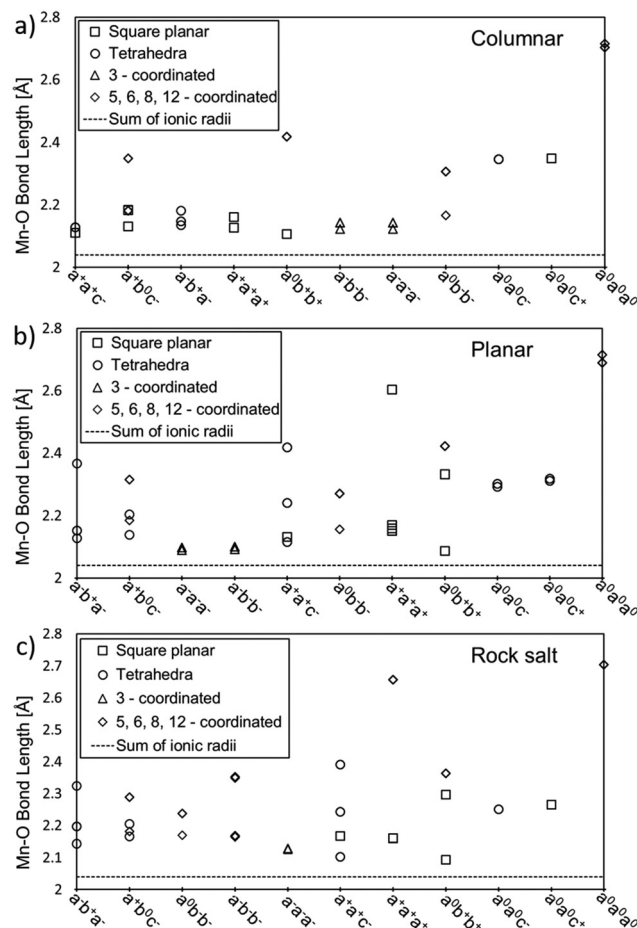 a)
Square planar
Tetrahedra
3 - coordinated
5, 6, 8, 12 - coordinated
Sum of ionic radii
Columnar
Mn-O Bond Length [Å]
2.8
2.6
2.4
2.2
2
a⁺a⁺c⁻ a⁺b⁰c⁻ a⁻b⁺a⁻ a⁺a⁺a⁺ a⁰b⁺b⁺ a⁻b⁻b⁻ a⁻a⁻a⁻ a⁰b⁻b⁻ a⁰a⁰c⁻ a⁰a⁰c⁺ a⁰a⁰a⁰
b)
Square planar
Tetrahedra
3 - coordinated
5, 6, 8, 12 - coordinated
Sum of ionic radii
Planar
Mn-O Bond Length [Å]
2.8
2.6
2.4
2.2
2
a⁻b⁺a⁻ a⁺b⁰c⁻ a⁻a⁻a⁻ a⁻b⁻b⁻ a⁺a⁺c⁻ a⁰b⁻b⁻ a⁺a⁺a⁺ a⁰b⁺b⁺ a⁰a⁰c⁻ a⁰a⁰c⁺ a⁰a⁰a⁰
c)
Square planar
Tetrahedra
3 - coordinated
5, 6, 8, 12 - coordinated
Sum of ionic radii
Rock salt
Mn-O Bond Length [Å]
2.8
2.7
2.6
2.5
2.4
2.3
2.2
2.1
2
a⁻b⁺a⁻ a⁺b⁰c⁻ a⁰b⁻b⁻ a⁻b⁻b⁻ a⁻a⁻a⁻ a⁺a⁺c⁻ a⁺a⁺a⁺ a⁰b⁺b⁺ a⁰a⁰c⁻ a⁰a⁰c⁺ a⁰a⁰a⁰